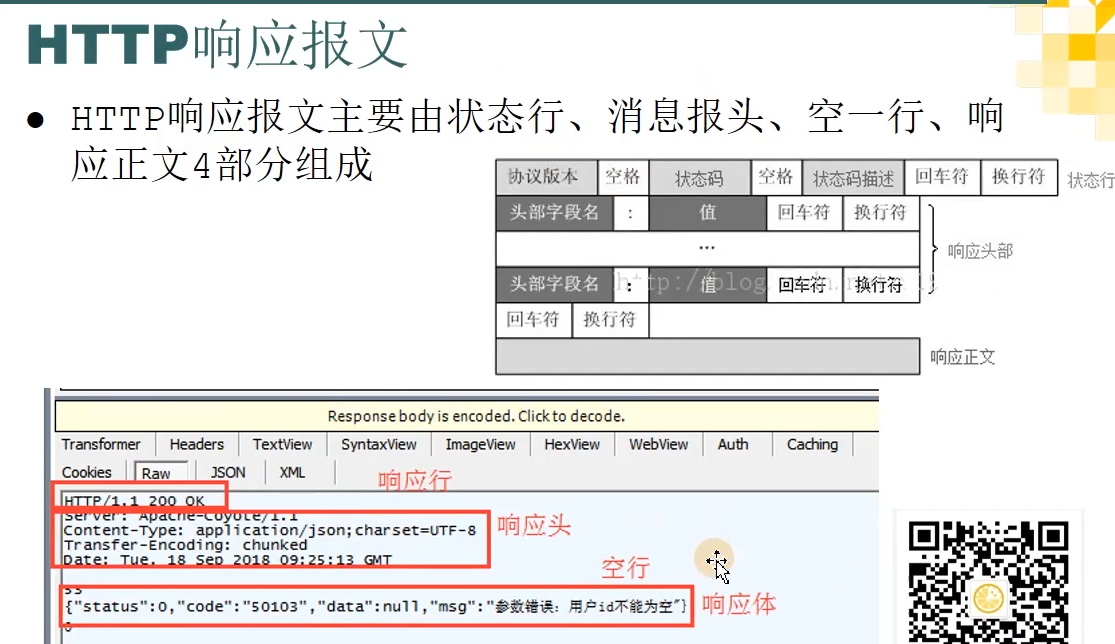 HTTP响应报文
● HTTP响应报文主要由状态行、消息报头、空一行、响
应正文4部分组成
协议版本 空格 状态码 空格 状态码描述 回车符 换行符 状态行
头部字段名 : 值 回车符 换行符
...
响应头部
头部字段名 : 值 回车符 换行符
回车符 换行符
响应正文
Response body is encoded. Click to decode.
Transformer Headers TextView SyntaxView ImageView HexView WebView Auth Caching
Cookies Raw JSON XML
响应行
HTTP/1.1 200 OK
Server: Apache-Coyote/1.1
响应头
Content-Type: application/json;charset=UTF-8
Transfer-Encoding: chunked
Date: Tue, 18 Sep 2018 09:25:13 GMT
空行
53
{"status":0,"code":"50103","data":null,"msg":"参数错误：用户id不能为空"}
响应体
0